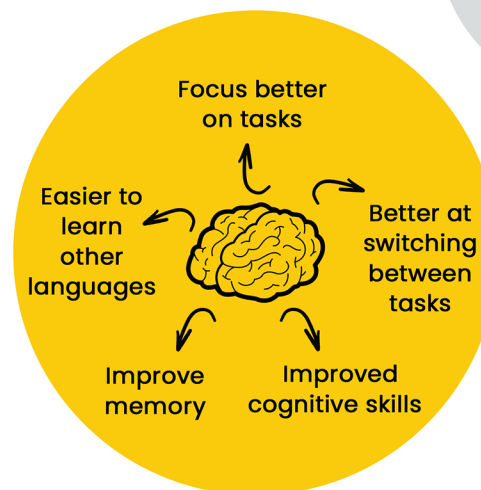 Focus better
on tasks
Easier to
learn
other
languages
Better at
switching
between
tasks
Improve
memory
Improved
cognitive skills